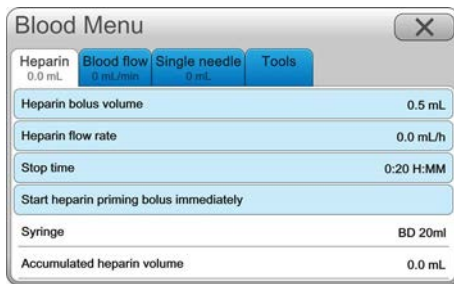 Blood Menu
Heparin Blood flow Single needle Tools
0.0 mL 0 mL/min 0 mL
Heparin bolus volume 0.5 mL
Heparin flow rate 0.0 mL/h
Stop time 0:20 H:MM
Start heparin priming bolus immediately
Syringe BD 20ml
Accumulated heparin volume 0.0 mL